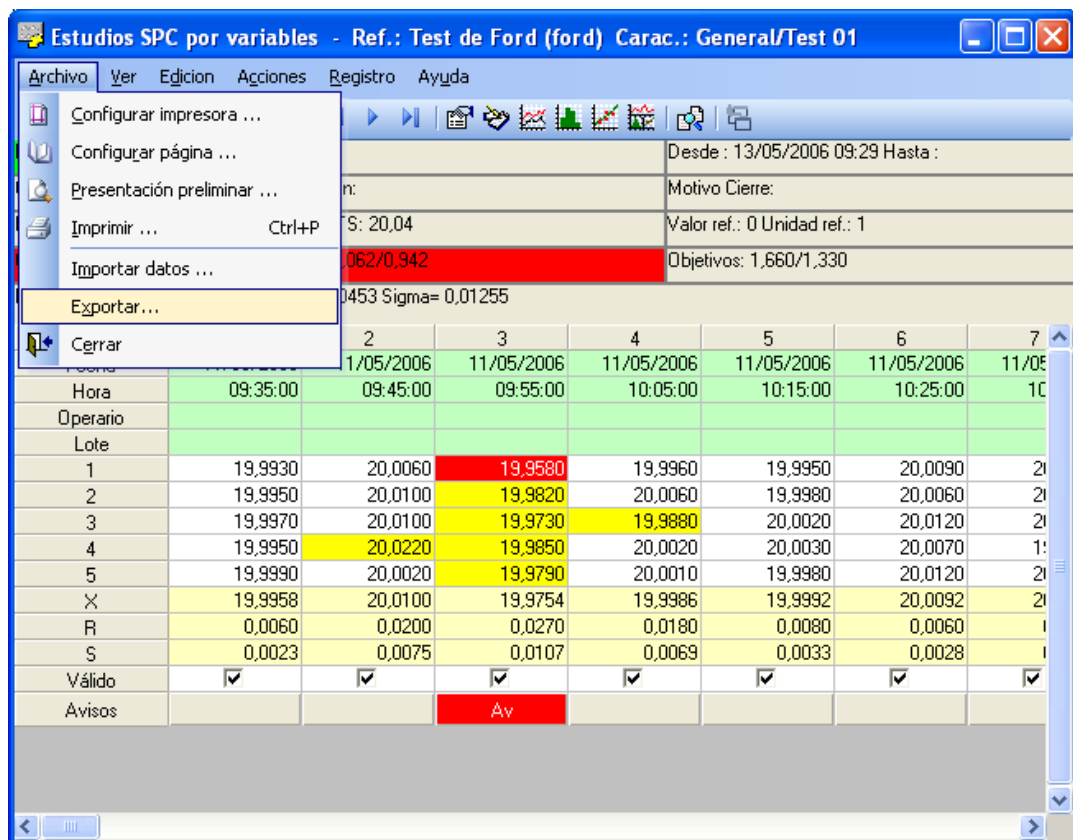 Estudios SPC por variables - Ref.: Test de Ford (ford) Carac.: General/Test 01
Archivo Ver Edicion Acciones Registro Ayuda
Configurar impresora ...
Configurar página ...
Presentación preliminar ...
Imprimir ... Ctrl+P
Importar datos ...
Exportar...
Cerrar
Desde : 13/05/2006 09:29 Hasta :
n: Motivo Cierre:
TS: 20,04 Valor ref.: 0 Unidad ref.: 1
,062/0,942 Objetivos: 1,660/1,330
0453 Sigma= 0,01255
2 3 4 5 6 7
1/05/2006 11/05/2006 11/05/2006 11/05/2006 11/05/2006 11/05
Hora 09:35:00 09:45:00 09:55:00 10:05:00 10:15:00 10:25:00 10
Operario
Lote
1 19,9930 20,0060 19,9580 19,9960 19,9950 20,0090 20
2 19,9950 20,0100 19,9820 20,0060 19,9980 20,0060 20
3 19,9970 20,0100 19,9730 19,9880 20,0020 20,0120 20
4 19,9950 20,0220 19,9850 20,0020 20,0030 20,0070 19
5 19,9990 20,0020 19,9790 20,0010 19,9980 20,0120 20
X 19,9958 20,0100 19,9754 19,9986 19,9992 20,0092 20
R 0,0060 0,0200 0,0270 0,0180 0,0080 0,0060
S 0,0023 0,0075 0,0107 0,0069 0,0033 0,0028
Válido
Avisos Av